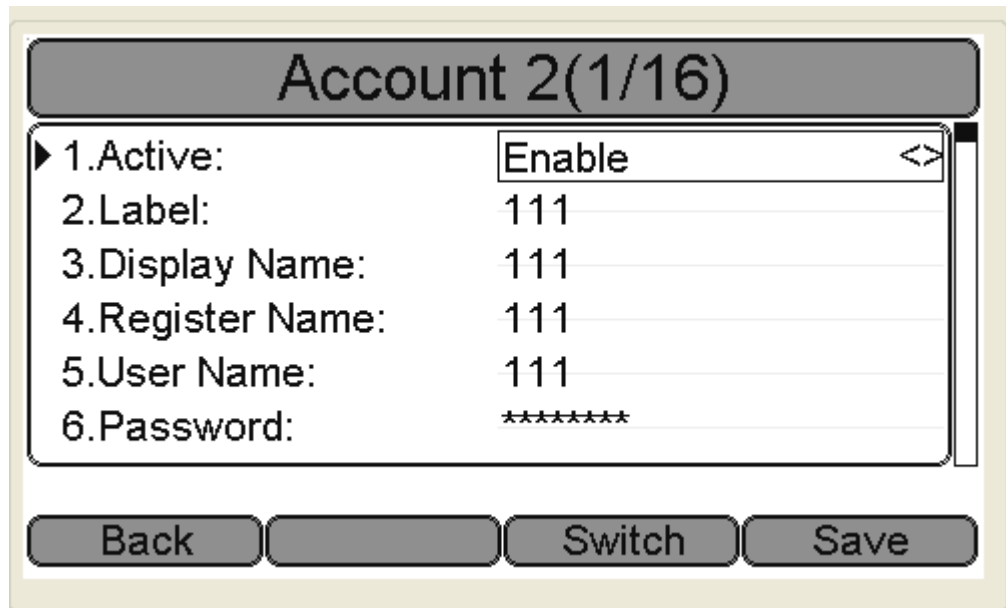 Account 2(1/16)
1.Active: Enable <>
2.Label: 111
3.Display Name: 111
4.Register Name: 111
5.User Name: 111
6.Password: ********
Back Switch Save